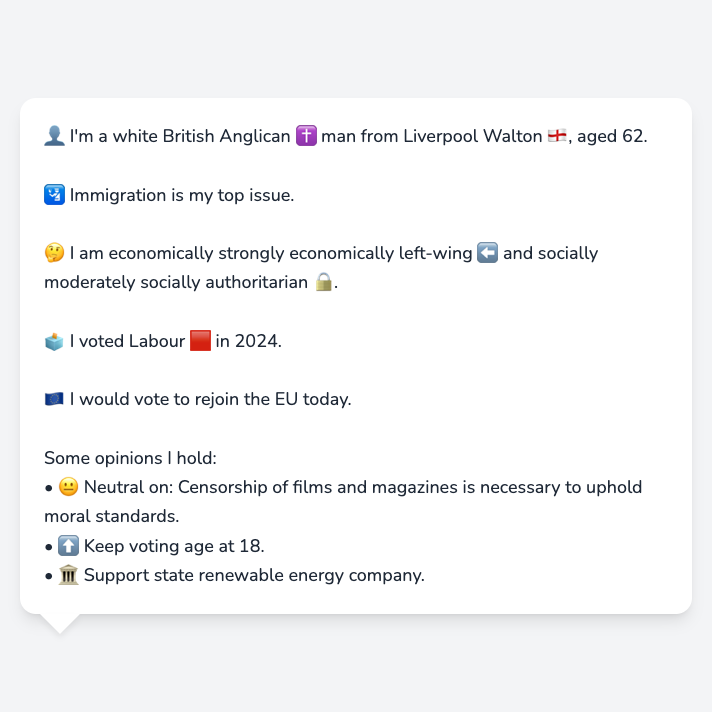 👤 I'm a white British Anglican ✝️ man from Liverpool Walton 🏴󠁧󠁢󠁥󠁮󠁧󠁿, aged 62.
🛂 Immigration is my top issue.
🤔 I am economically strongly economically left-wing ⬅️ and socially
moderately socially authoritarian 🔒.
🗳️ I voted Labour 🟥 in 2024.
🇪🇺 I would vote to rejoin the EU today.
Some opinions I hold:
• 😐 Neutral on: Censorship of films and magazines is necessary to uphold
moral standards.
• ⬆️ Keep voting age at 18.
• 🏛️ Support state renewable energy company.